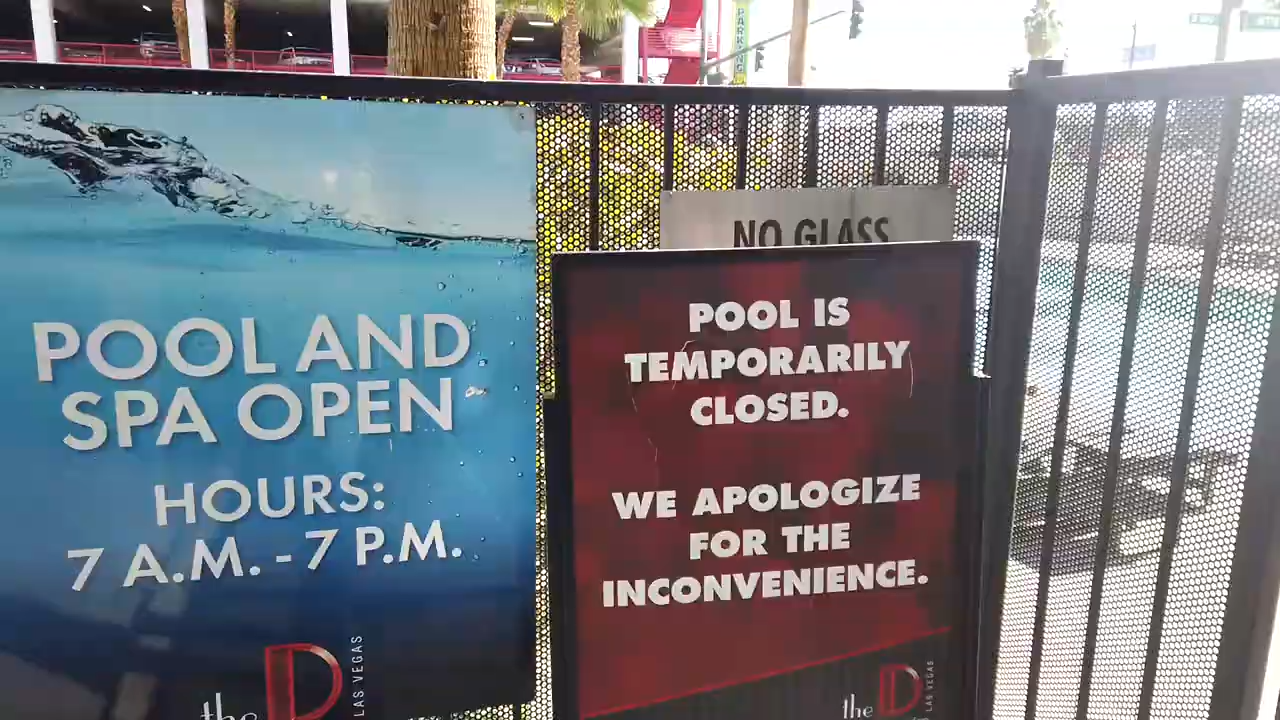 POOL AND
SPA OPEN
HOURS:
7 A.M. - 7 P.M.
the D
LAS VEGAS
PARKING
NO GLASS
POOL IS
TEMPORARILY
CLOSED.
WE APOLOGIZE
FOR THE
INCONVENIENCE.
the D
LAS VEGAS